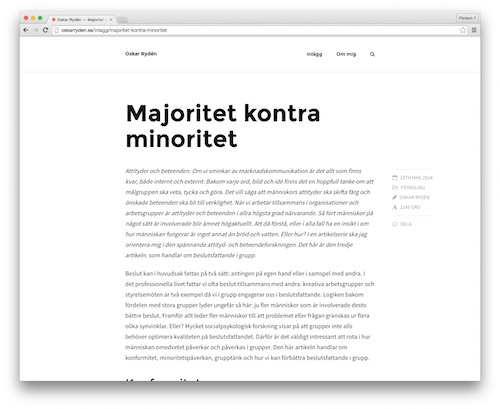 Oskar Rydén — Majoritet
Person 1
oskarryden.se/inlagg/majoritet-kontra-minoritet
Oskar Rydén
Inlägg
Om mig
Majoritet kontra
minoritet
Attityder och beteenden. Om vi sminkar av marknadskommunikation är det allt som finns
kvar, både internt och externt: Bakom varje ord, bild och idé finns det en hoppfull tanke om att
målgruppen ska veta, tycka och göra. Det vill säga att människors attityder ska skifta färg och
önskade beteenden ska bli till verklighet. När vi arbetar tillsammans i organisationer och
arbetsgrupper är attityder och beteenden i allra högsta grad närvarande. Så fort människor på
något sätt är involverade blir ämnet högaktuellt. Att då förstå, eller i alla fall ha en insikt i om
hur människan fungerar är inget annat än bröd och vatten. Eller hur? I en artikelserie ska jag
orientera mig i den spännande attityd- och beteendeforskningen. Det här är den tredje
artikeln, som handlar om beslutsfattande i grupp.
29TH MAY, 2014
PSYKOLOGI
OSKAR RYDÉN
2145 ORD
DELA
Beslut kan i huvudsak fattas på två sätt: antingen på egen hand eller i samspel med andra. I
det professionella livet fattar vi ofta beslut tillsammans med andra: kreativa arbetsgrupper och
styrelsemöten är två exempel då vi i grupp engagerar oss i beslutsfattande. Logiken bakom
fördelen med stora grupper lyder ungefär så här: ju fler människor som är involverade desto
bättre beslut. Framför allt leder fler människor till att problemet eller frågan granskas ur flera
olika synvinklar. Eller? Mycket socialpsykologisk forskning visar på att grupper inte alls
behöver optimera kvaliteten på beslutsfattandet. Därför är det väldigt intressant att rota i hur
människan omedvetet påverkar och påverkas i grupper. Den här artikeln handlar om
konformitet, minoritetspåverkan, grupptänk och hur vi kan förbättra beslutsfattande i grupp.